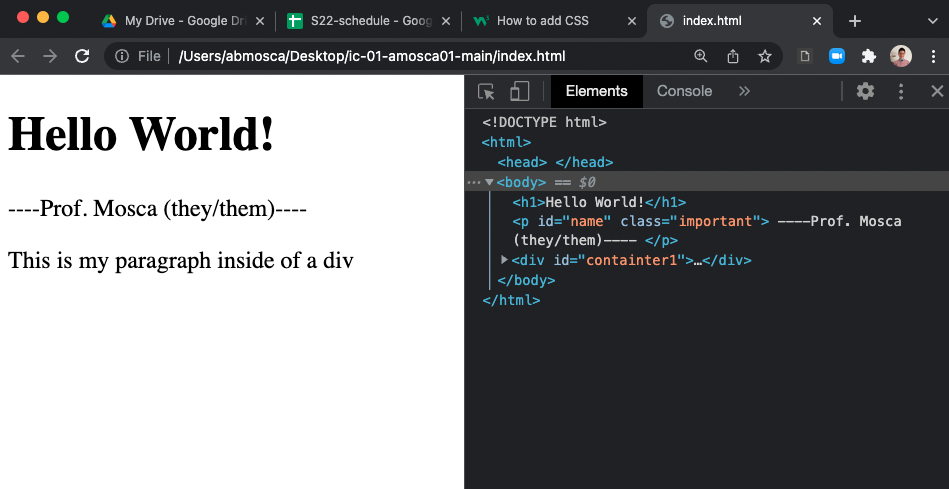 My Drive - Google Dri
S22-schedule - Goog
How to add CSS
index.html
File | /Users/abmosca/Desktop/ic-01-amosca01-main/index.html
Hello World!
----Prof. Mosca (they/them)----
This is my paragraph inside of a div
Elements
Console
<!DOCTYPE html>
<html>
<head> </head>
<body> == $0
<h1>Hello World!</h1>
<p id="name" class="important"> ----Prof. Mosca
(they/them)---- </p>
<div id="containter1">…</div>
</body>
</html>